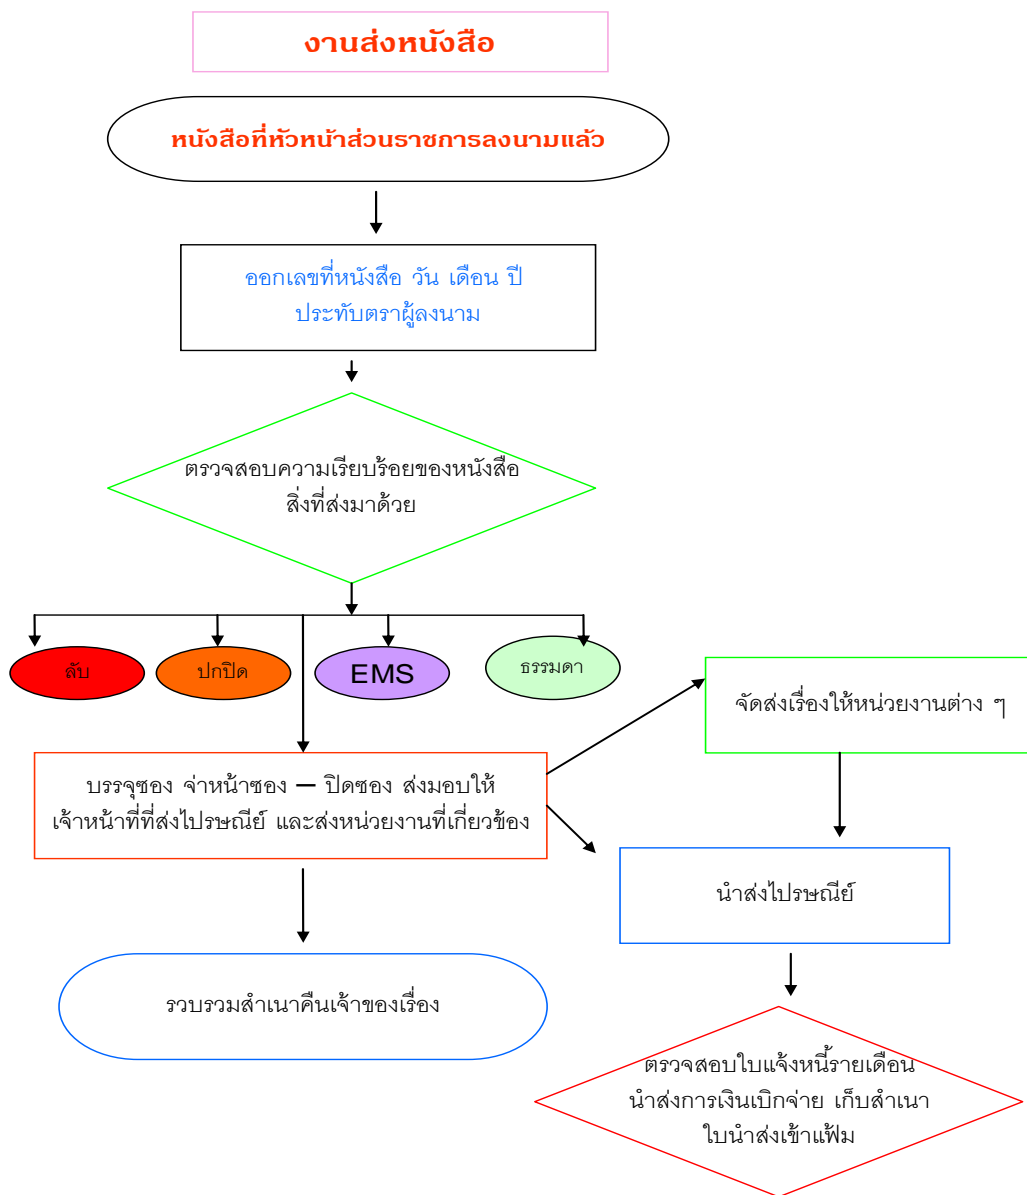 งานส่งหนังสือ
หนังสือที่หัวหน้าส่วนราชการลงนามแล้ว
ออกเลขที่หนังสือ วัน เดือน ปี
ประทับตราผู้ลงนาม
ตรวจสอบความเรียบร้อยของหนังสือ
สิ่งที่ส่งมาด้วย
ลับ
ปกปิด
EMS
ธรรมดา
จัดส่งเรื่องให้หน่วยงานต่าง ๆ
บรรจุซอง จ่าหน้าซอง – ปิดซอง ส่งมอบให้
เจ้าหน้าที่ที่ส่งไปรษณีย์ และส่งหน่วยงานที่เกี่ยวข้อง
นำส่งไปรษณีย์
รวบรวมสำเนาคืนเจ้าของเรื่อง
ตรวจสอบใบแจ้งหนี้รายเดือน
นำส่งการเงินเบิกจ่าย เก็บสำเนา
ใบนำส่งเข้าแฟ้ม